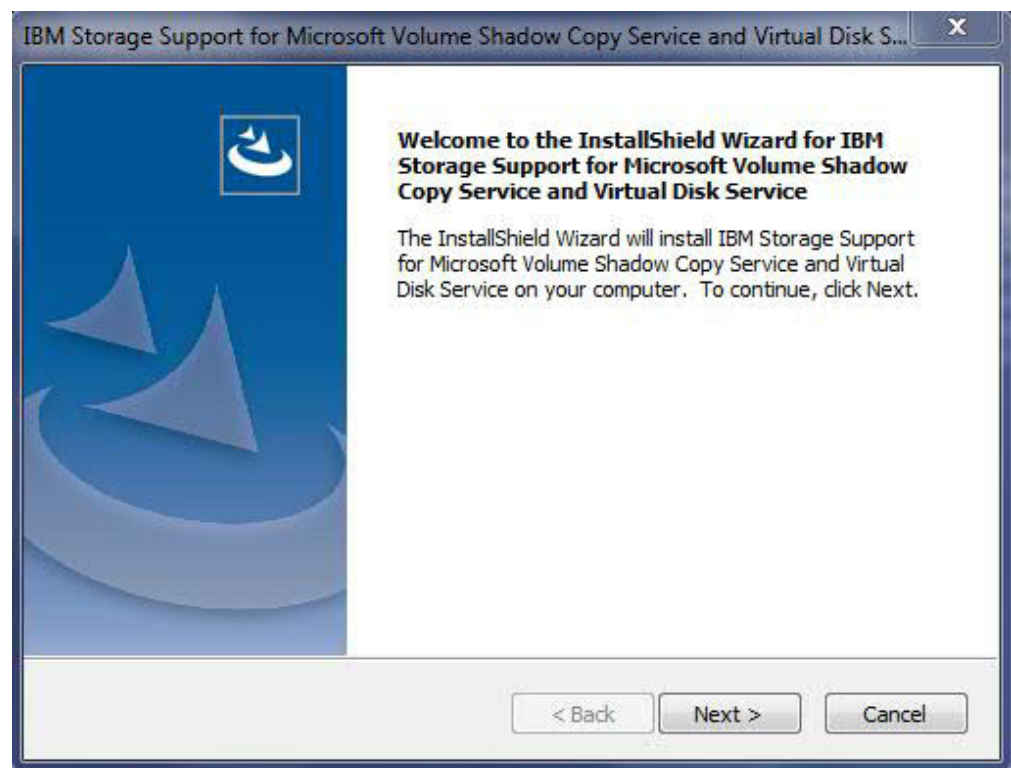 IBM Storage Support for Microsoft Volume Shadow Copy Service and Virtual Disk S...
X
Welcome to the InstallShield Wizard for IBM
Storage Support for Microsoft Volume Shadow
Copy Service and Virtual Disk Service
The InstallShield Wizard will install IBM Storage Support
for Microsoft Volume Shadow Copy Service and Virtual
Disk Service on your computer. To continue, click Next.
< Back
Next >
Cancel